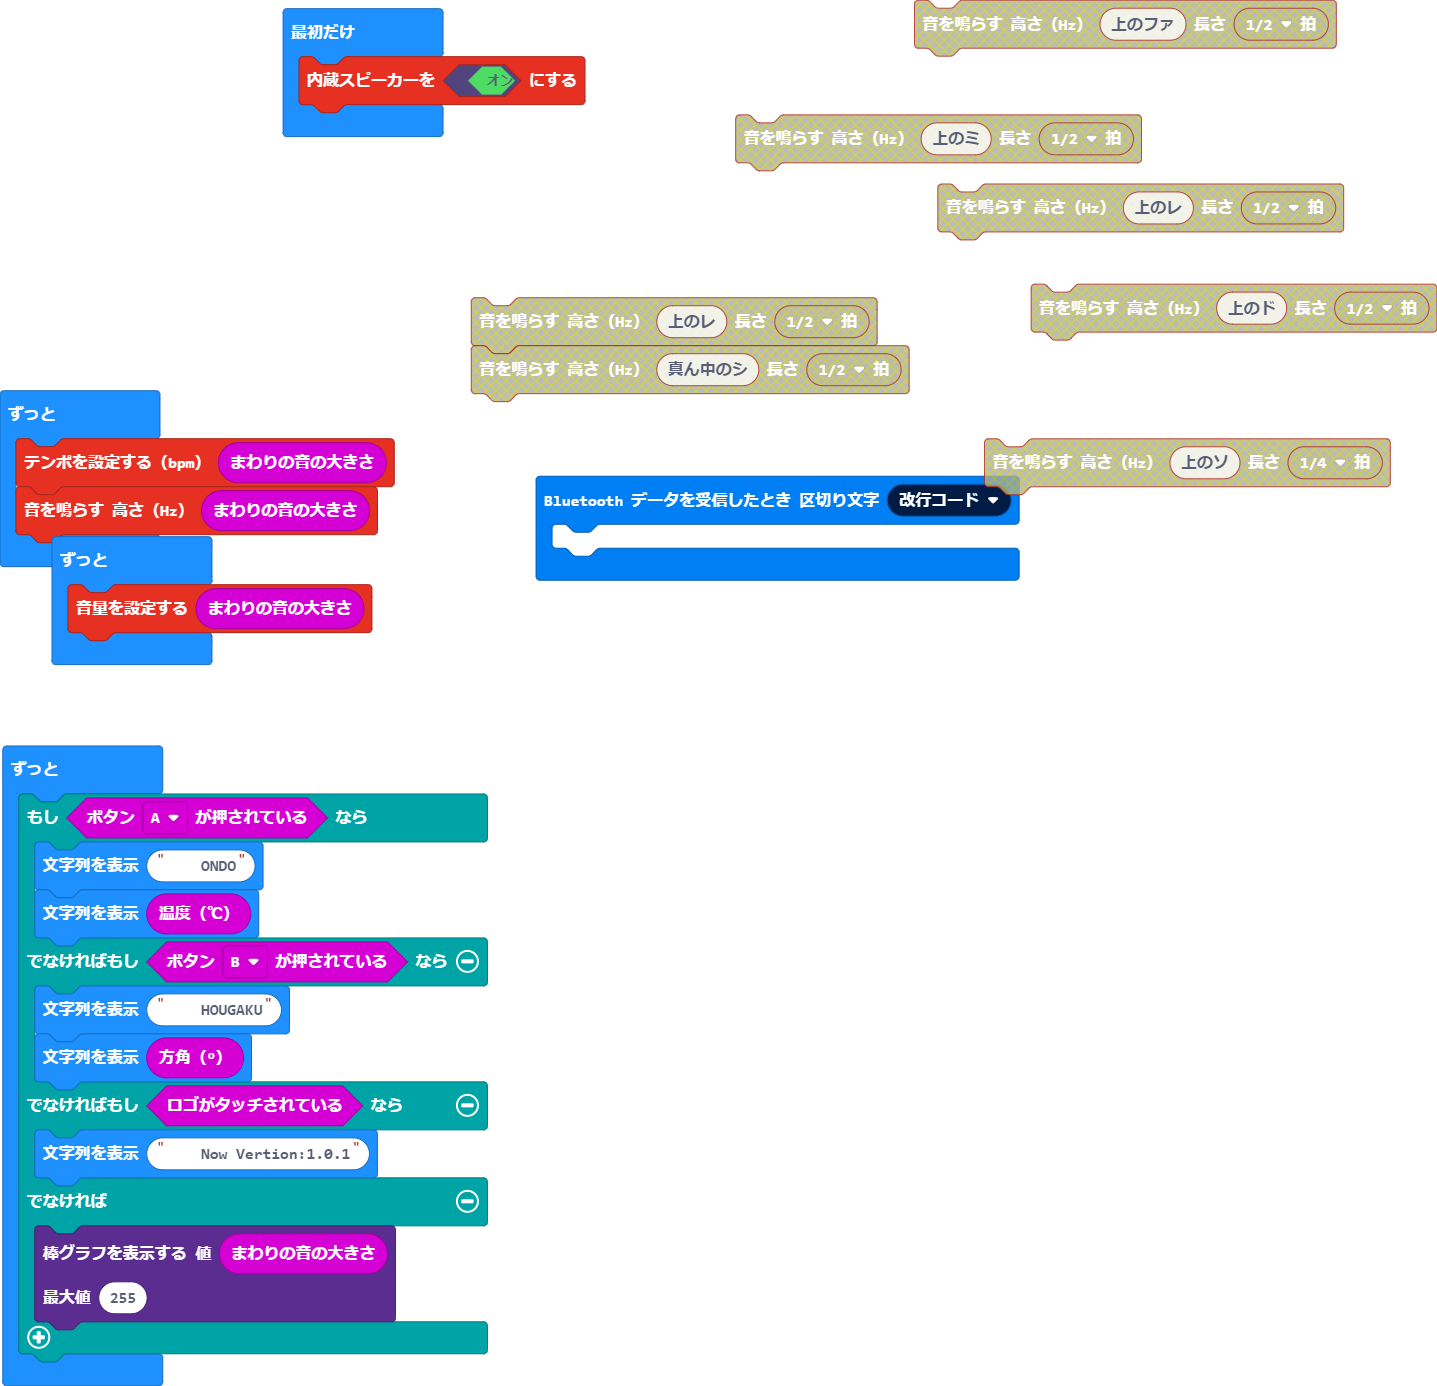 最初だけ
内蔵スピーカーを オン にする
音を鳴らす 高さ (Hz) 上のファ 長さ 1/2 拍
音を鳴らす 高さ (Hz) 上のミ 長さ 1/2 拍
音を鳴らす 高さ (Hz) 上のレ 長さ 1/2 拍
音を鳴らす 高さ (Hz) 上のド 長さ 1/2 拍
音を鳴らす 高さ (Hz) 上のレ 長さ 1/2 拍
音を鳴らす 高さ (Hz) 真ん中のシ 長さ 1/2 拍
音を鳴らす 高さ (Hz) 上のソ 長さ 1/4 拍
Bluetooth データを受信したとき 区切り文字 改行コード
ずっと
テンポを設定する (bpm) まわりの音の大きさ
音を鳴らす 高さ (Hz) まわりの音の大きさ
ずっと
音量を設定する まわりの音の大きさ
ずっと
もし ボタン A が押されている なら
文字列を表示 " ONDO"
文字列を表示 温度 (℃)
でなければもし ボタン B が押されている なら
文字列を表示 " HOUGAKU"
文字列を表示 方角 (°)
でなければもし ロゴがタッチされている なら
文字列を表示 " Now Vertion:1.0.1"
でなければ
棒グラフを表示する 値 まわりの音の大きさ
最大値 255